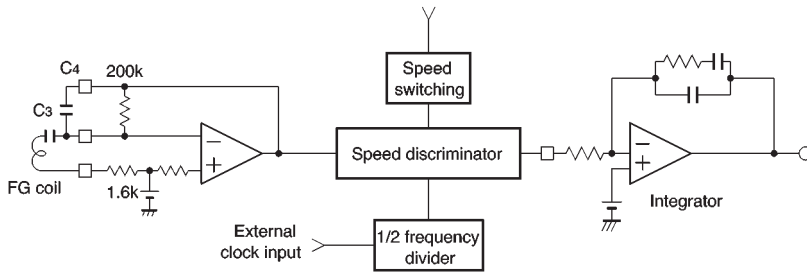 C4
200k
C3
FG coil
1.6k
−
+
Speed
switching
Speed discriminator
External
clock input
1/2 frequency
divider
−
+
Integrator